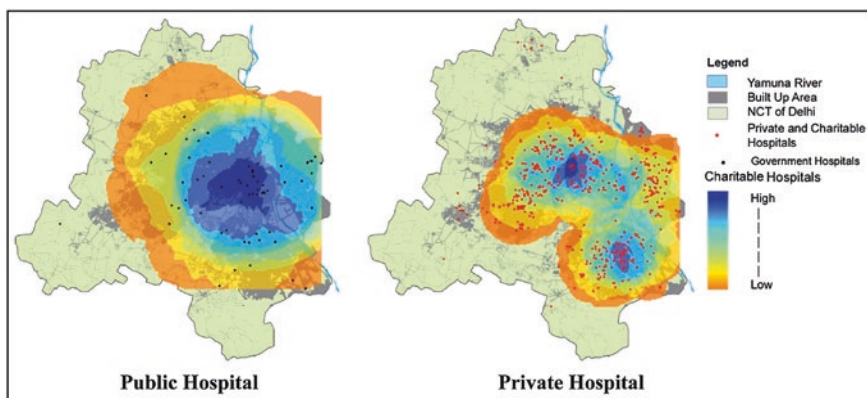 Legend
Yamuna River
Built Up Area
NCT of Delhi
Private and Charitable
Hospitals
Government Hospitals
Charitable Hospitals
High
Low
Public Hospital
Private Hospital